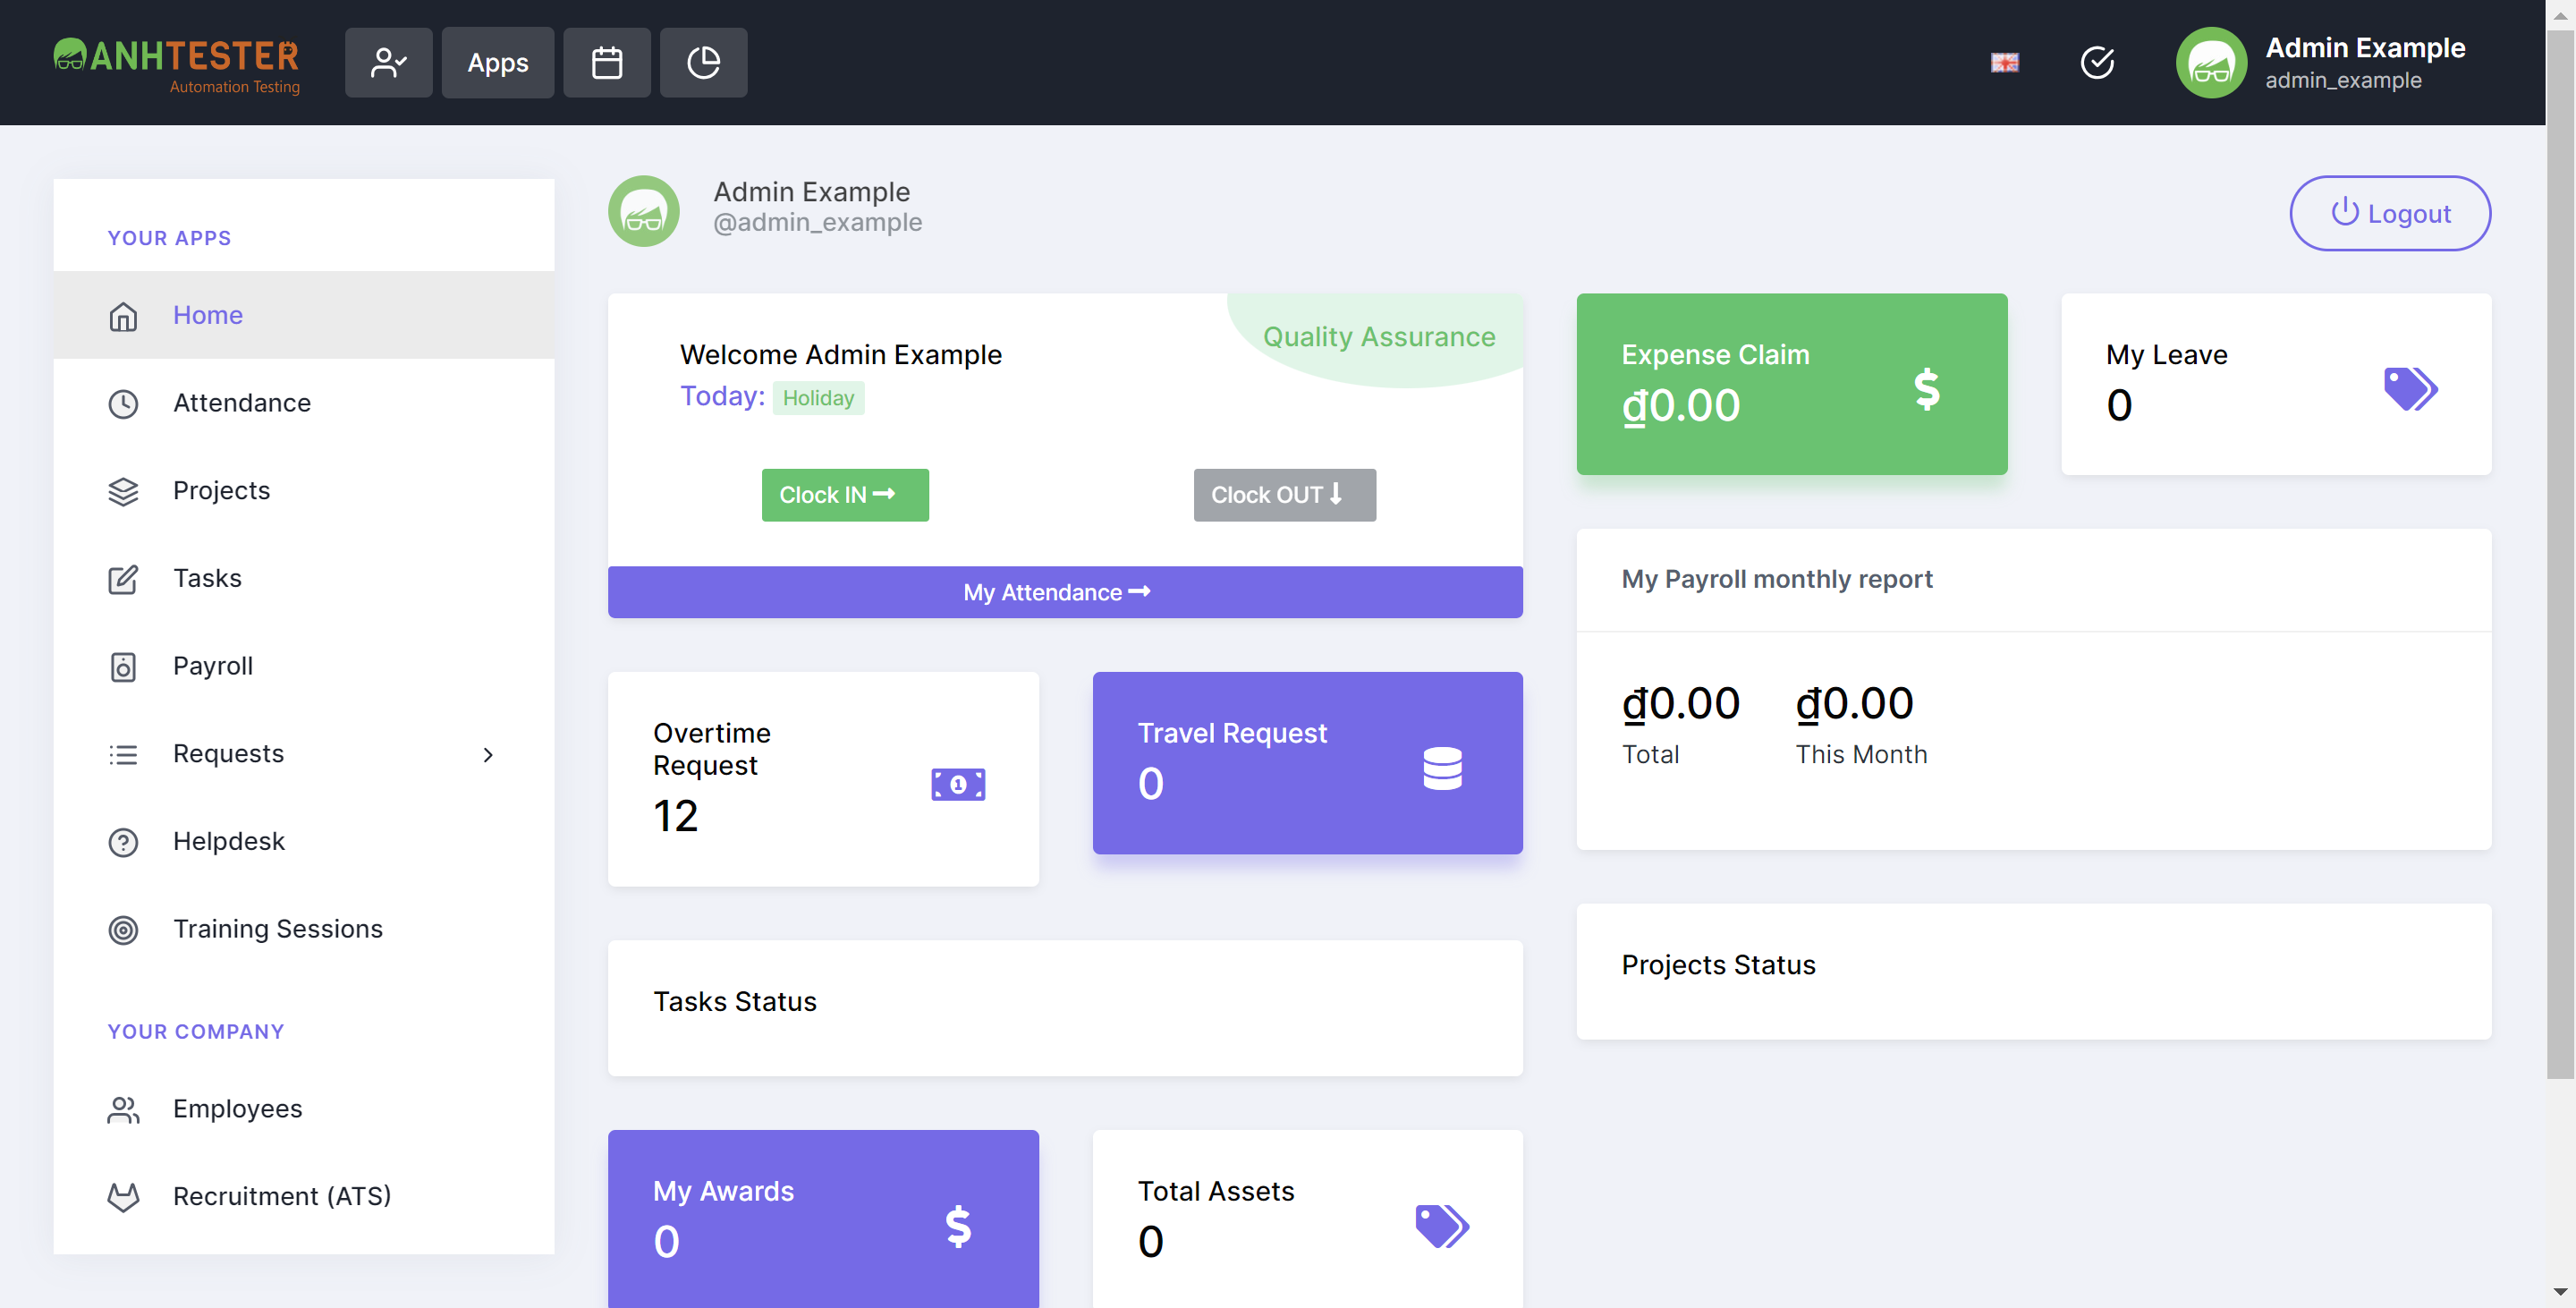 ANHTESTER
Automation Testing
Apps
Admin Example
admin_example
YOUR APPS
Home
Attendance
Projects
Tasks
Payroll
Requests
Helpdesk
Training Sessions
YOUR COMPANY
Employees
Recruitment (ATS)
Admin Example
@admin_example
Logout
Quality Assurance
Welcome Admin Example
Today: Holiday
Clock IN
Clock OUT
My Attendance
Expense Claim
₫0.00
My Leave
0
My Payroll monthly report
₫0.00 ₫0.00
Total This Month
Overtime
Request
12
Travel Request
0
Projects Status
Tasks Status
My Awards
0
Total Assets
0